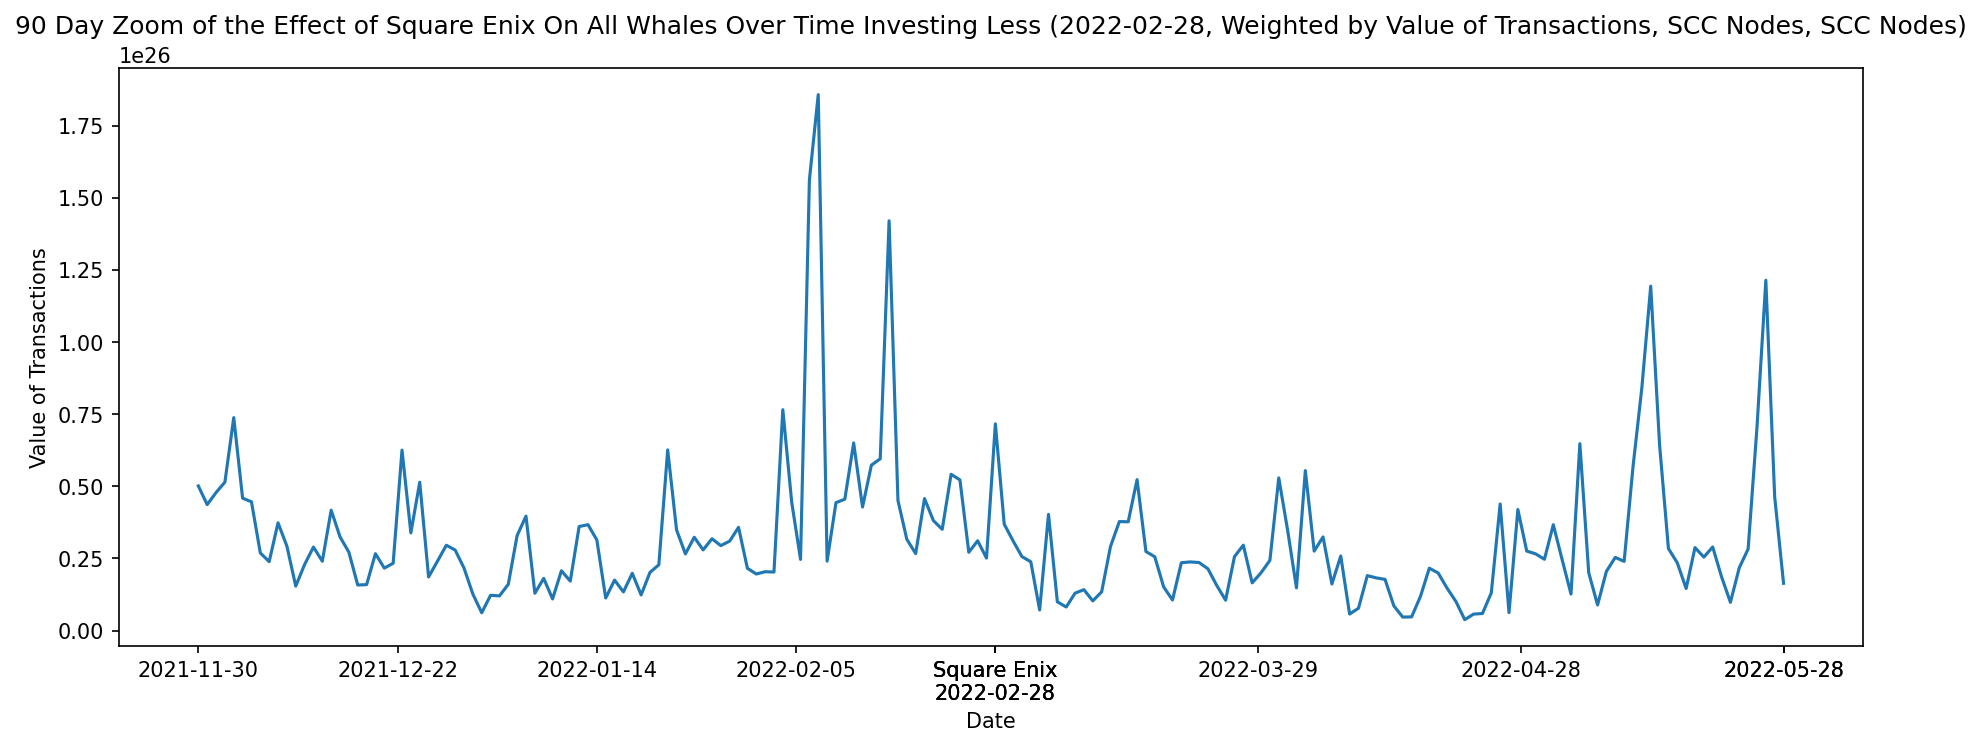 90 Day Zoom of the Effect of Square Enix On All Whales Over Time Investing Less (2022-02-28, Weighted by Value of Transactions, SCC Nodes, SCC Nodes)
1e26
1.75
1.50
1.25
1.00
0.75
0.50
0.25
0.00
Value of Transactions
2021-11-30 2021-12-22 2022-01-14 2022-02-05 Square Enix 2022-03-29 2022-04-28 2022-05-28
2022-02-28
Date